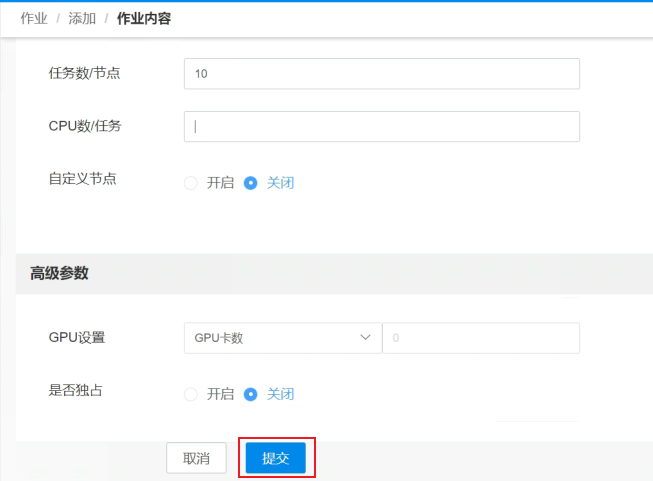 作业 / 添加 / 作业内容
任务数/节点 10
CPU数/任务
自定义节点 开启 关闭
高级参数
GPU设置 GPU卡数 0
是否独占 开启 关闭
取消 提交